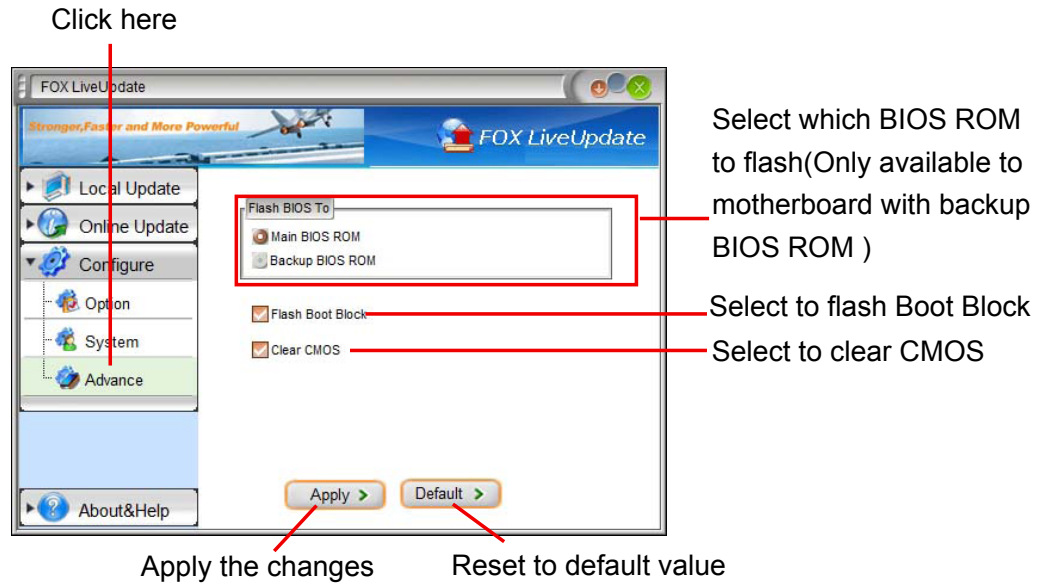 Click here
FOX LiveUpdate
Stronger,Faster and More Powerful
FOX LiveUpdate
Local Update
Online Update
Configure
Option
System
Advance
About&Help
Flash BIOS To
Main BIOS ROM
Backup BIOS ROM
Flash Boot Block
Clear CMOS
Apply
Default
Select which BIOS ROM
to flash(Only available to
motherboard with backup
BIOS ROM )
Select to flash Boot Block
Select to clear CMOS
Apply the changes
Reset to default value